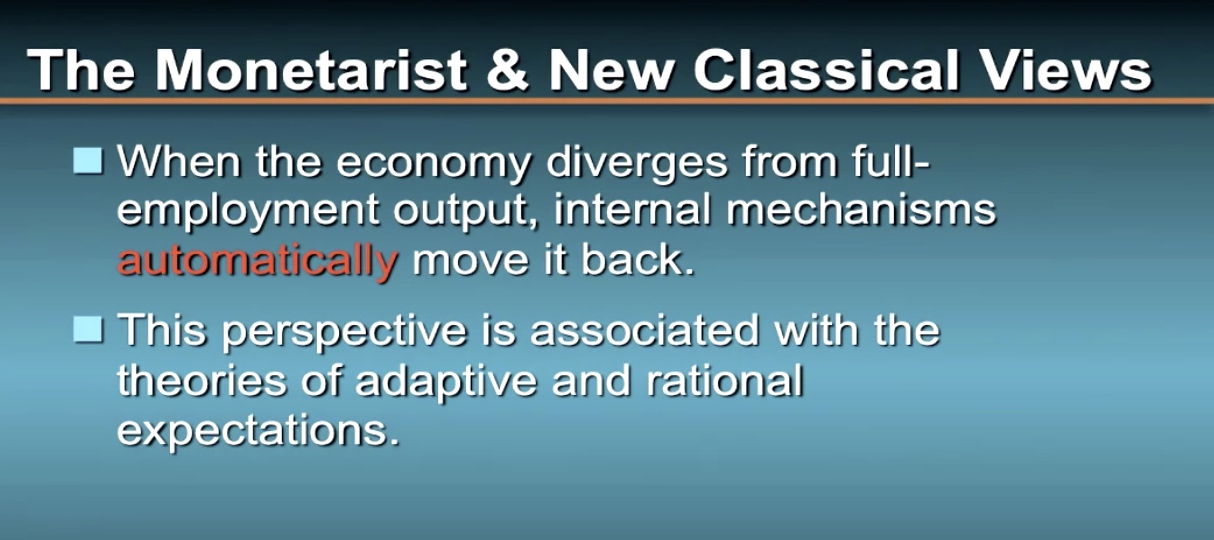 The Monetarist & New Classical Views
When the economy diverges from full-
employment output, internal mechanisms
automatically move it back.
This perspective is associated with the
theories of adaptive and rational
expectations.